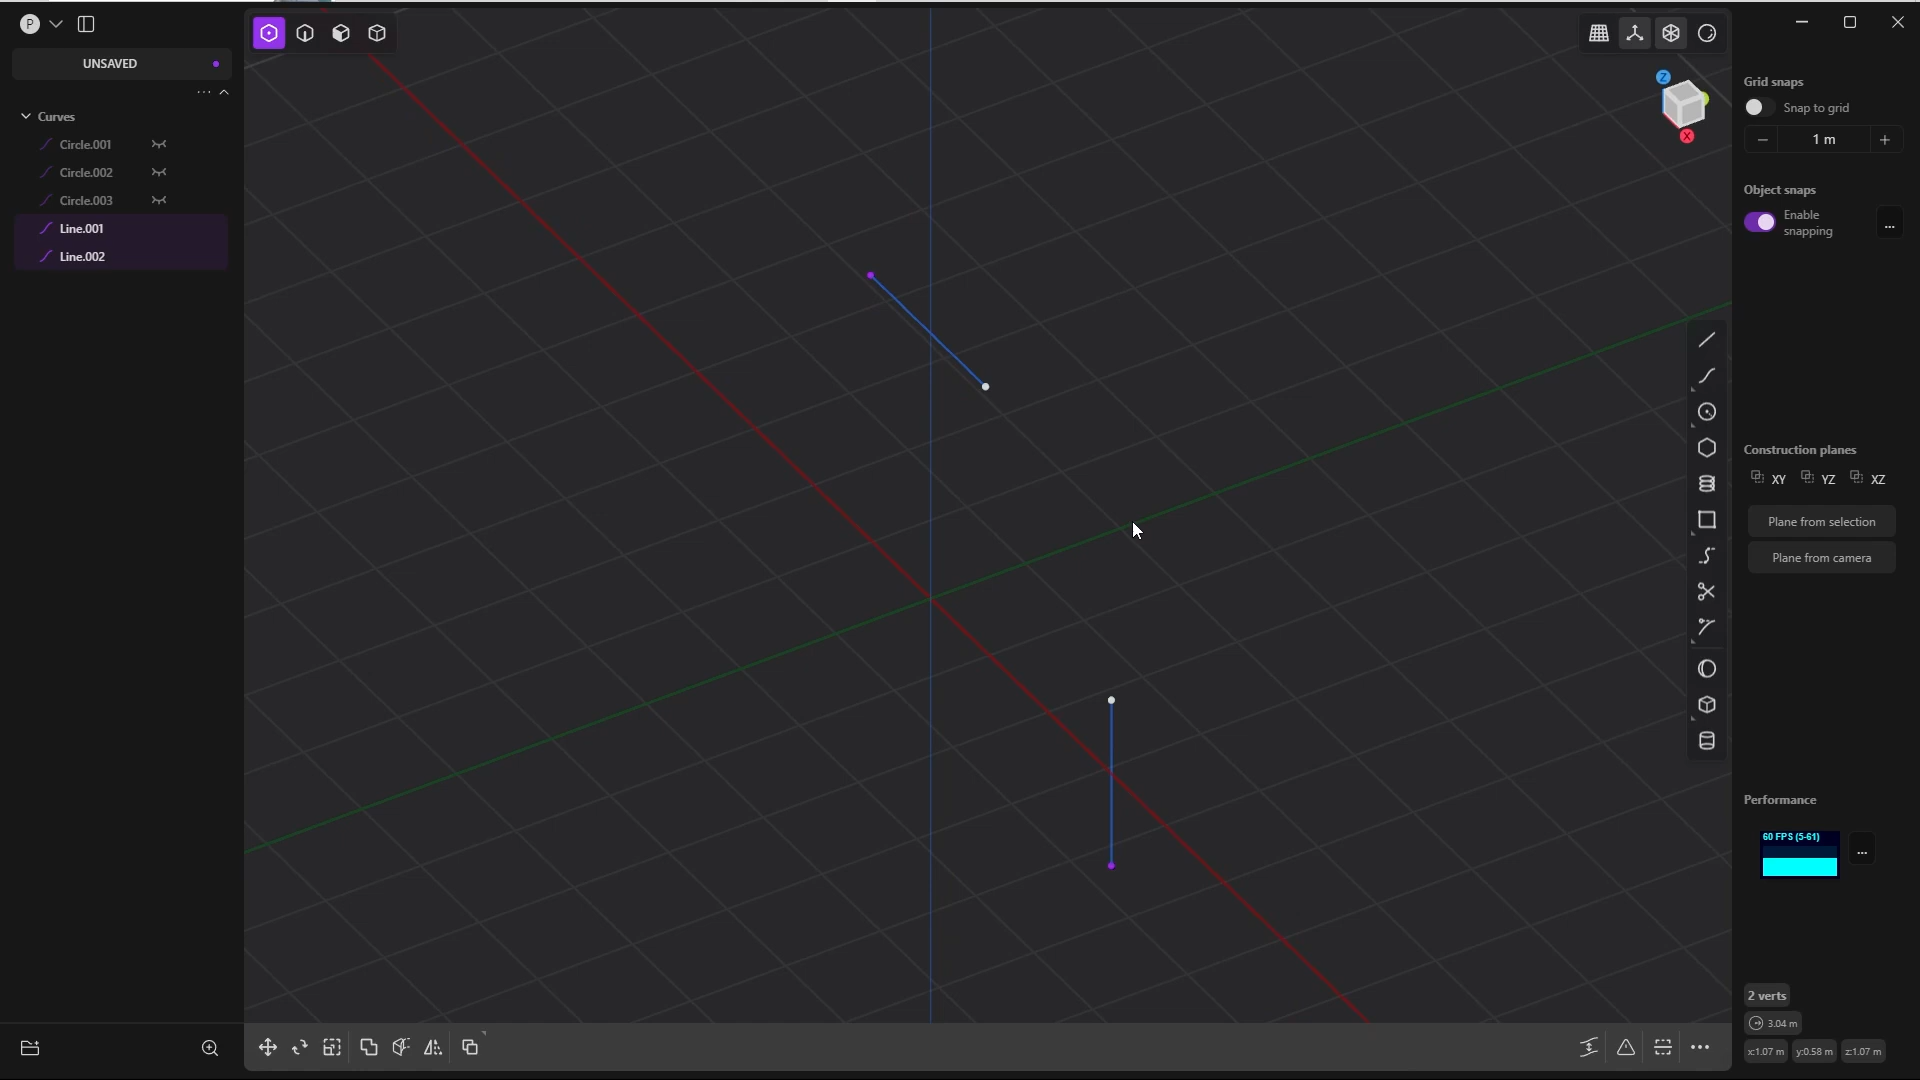 P
UNSAVED
...
Curves
Circle.001
Circle.002
Circle.003
Line.001
Line.002
Z
X
Grid snaps
Snap to grid
− 1 m +
Object snaps
Enable
snapping
...
Construction planes
XY YZ XZ
Plane from selection
Plane from camera
Performance
60 FPS (5-61)
...
2 verts
3.04 m
x:1.07 m y:0.58 m z:1.07 m